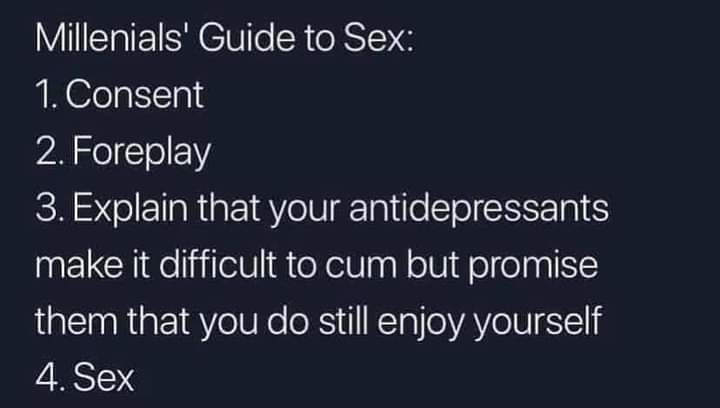 Millenials' Guide to Sex:
1. Consent
2. Foreplay
3. Explain that your antidepressants
make it difficult to cum but promise
them that you do still enjoy yourself
4. Sex